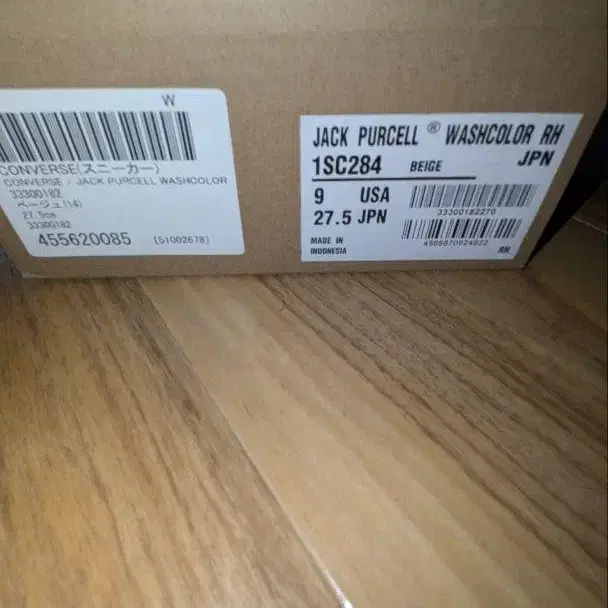 W
CONVERSE(スニーカー)
CONVERSE / JACK PURCELL WASHCOLOR
33300182
ベージュ(14)
27.5cm
33300182
455620085 [51002678]
JACK PURCELL ® WASHCOLOR RH
JPN
1SC284 BEIGE
9 USA
33300182270
27.5 JPN
MADE IN
INDONESIA
RH